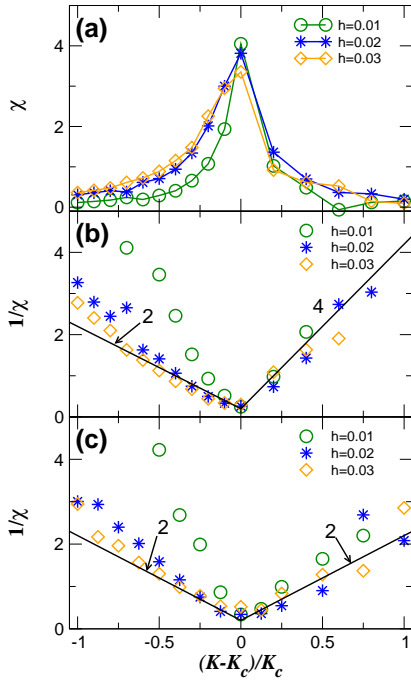 (a)
h=0.01
h=0.02
h=0.03
χ
4
2
0
(b)
h=0.01
h=0.02
h=0.03
1/χ
4
2
0
2
4
(c)
h=0.01
h=0.02
h=0.03
1/χ
4
2
0
2
2
-1 -0.5 0 0.5 1
(K-K_c)/K_c